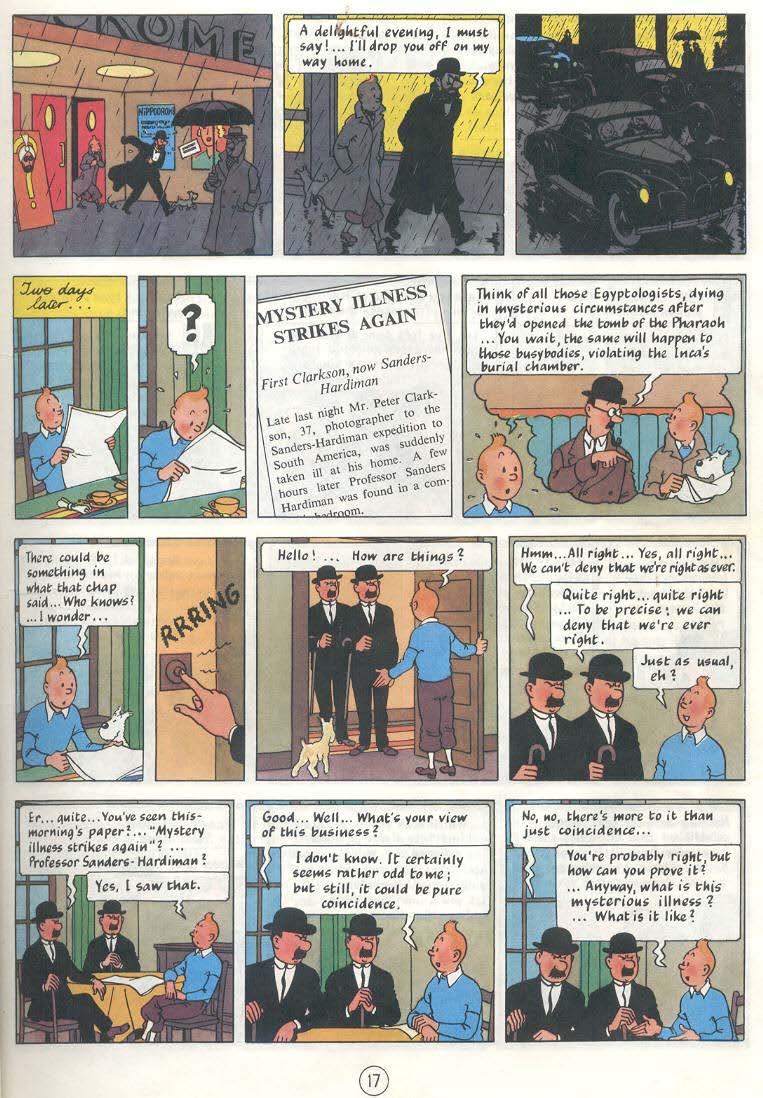 ROME
HiPPODROME
?
A delightful evening, I must
say!... I'll drop you off on my
way home.
Two days
later...
?
MYSTERY ILLNESS
STRIKES AGAIN
First Clarkson, now Sanders-
Hardiman
Late last night Mr. Peter Clark-
son, 37, photographer to the
Sanders-Hardiman expedition to
South America, was suddenly
taken ill at his home. A few
hours later Professor Sanders
Hardiman was found in a com-
bedroom.
Think of all those Egyptologists, dying
in mysterious circumstances after
they'd opened the tomb of the Pharaoh
... You wait, the same will happen to
those busybodies, violating the Inca's
burial chamber.
There could be
something in
what that chap
said... Who knows?
... I wonder...
RRRING
Hello! ... How are things?
Hmm... All right... Yes, all right...
We can't deny that we're right as ever.
Quite right... quite right
... To be precise: we can
deny that we're ever
right.
Just as usual,
eh?
Er... quite... You've seen this-
morning's paper?... "Mystery
illness strikes again"? ...
Professor Sanders-Hardiman?
Yes, I saw that.
Good... Well... What's your view
of this business?
I don't know. It certainly
seems rather odd to me;
but still, it could be pure
coincidence.
No, no, there's more to it than
just coincidence...
You're probably right, but
how can you prove it?
... Anyway, what is this
mysterious illness?
... What is it like?
17